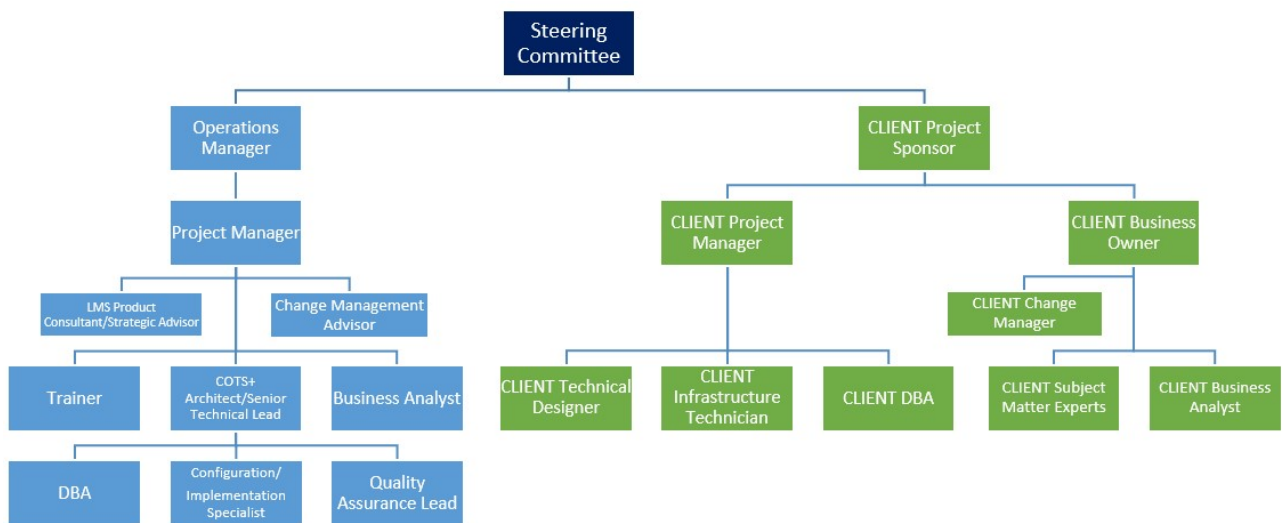 Steering
Committee
Operations
Manager
CLIENT Project
Sponsor
Project Manager
CLIENT Project
Manager
CLIENT Business
Owner
LMS Product
Consultant/Strategic Advisor
Change Management
Advisor
CLIENT Change
Manager
Trainer
COTS+
Architect/Senior
Technical Lead
Business Analyst
CLIENT Technical
Designer
CLIENT
Infrastructure
Technician
CLIENT DBA
CLIENT Subject
Matter Experts
CLIENT Business
Analyst
DBA
Configuration/
Implementation
Specialist
Quality
Assurance Lead